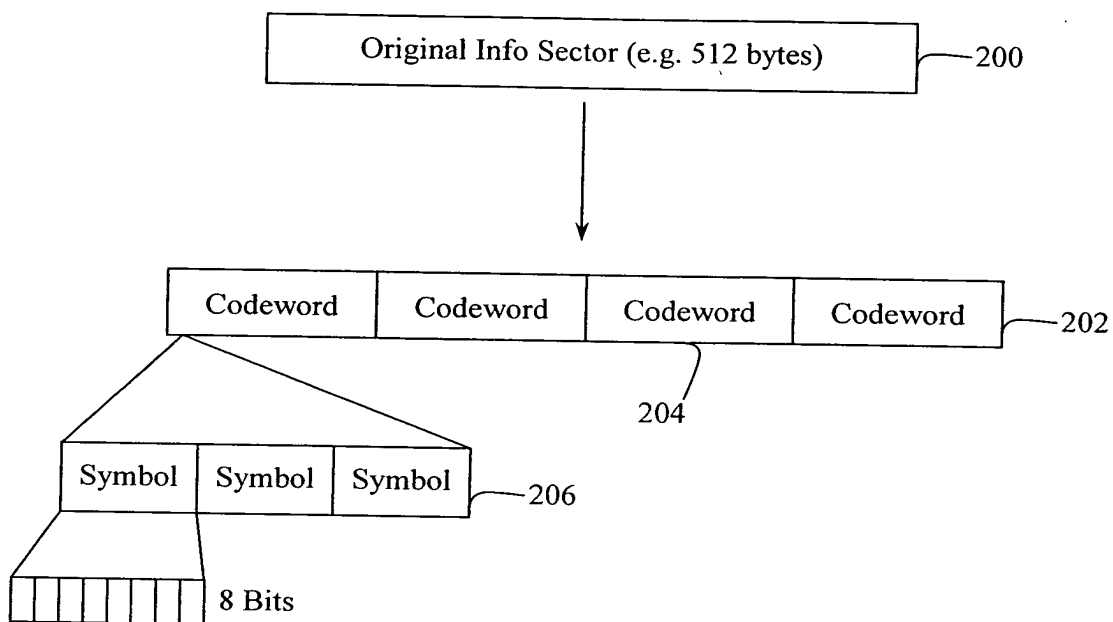 Original Info Sector (e.g. 512 bytes)
200
Codeword Codeword Codeword Codeword
202
204
Symbol Symbol Symbol
206
8 Bits